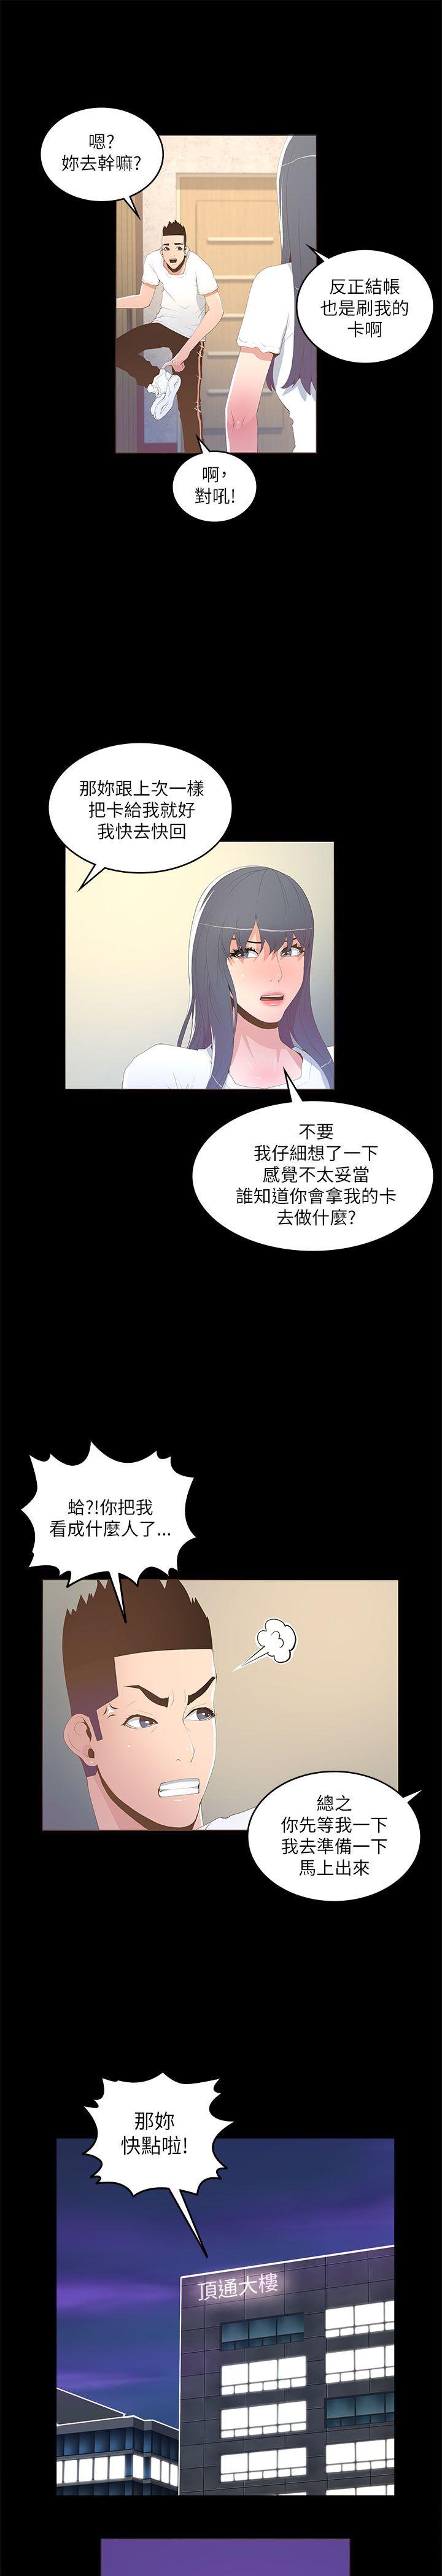 嗯?
妳去幹嘛?
反正結帳
也是刷我的
卡啊
啊,
對吼!
那妳跟上次一樣
把卡給我就好
我快去快回
不要
我仔細想了一下
感覺不太妥當
誰知道你會拿我的卡
去做什麼?
蛤?!你把我
看成什麼人了...
總之
你先等我一下
我去準備一下
馬上出來
那妳
快點啦!
頂通大樓